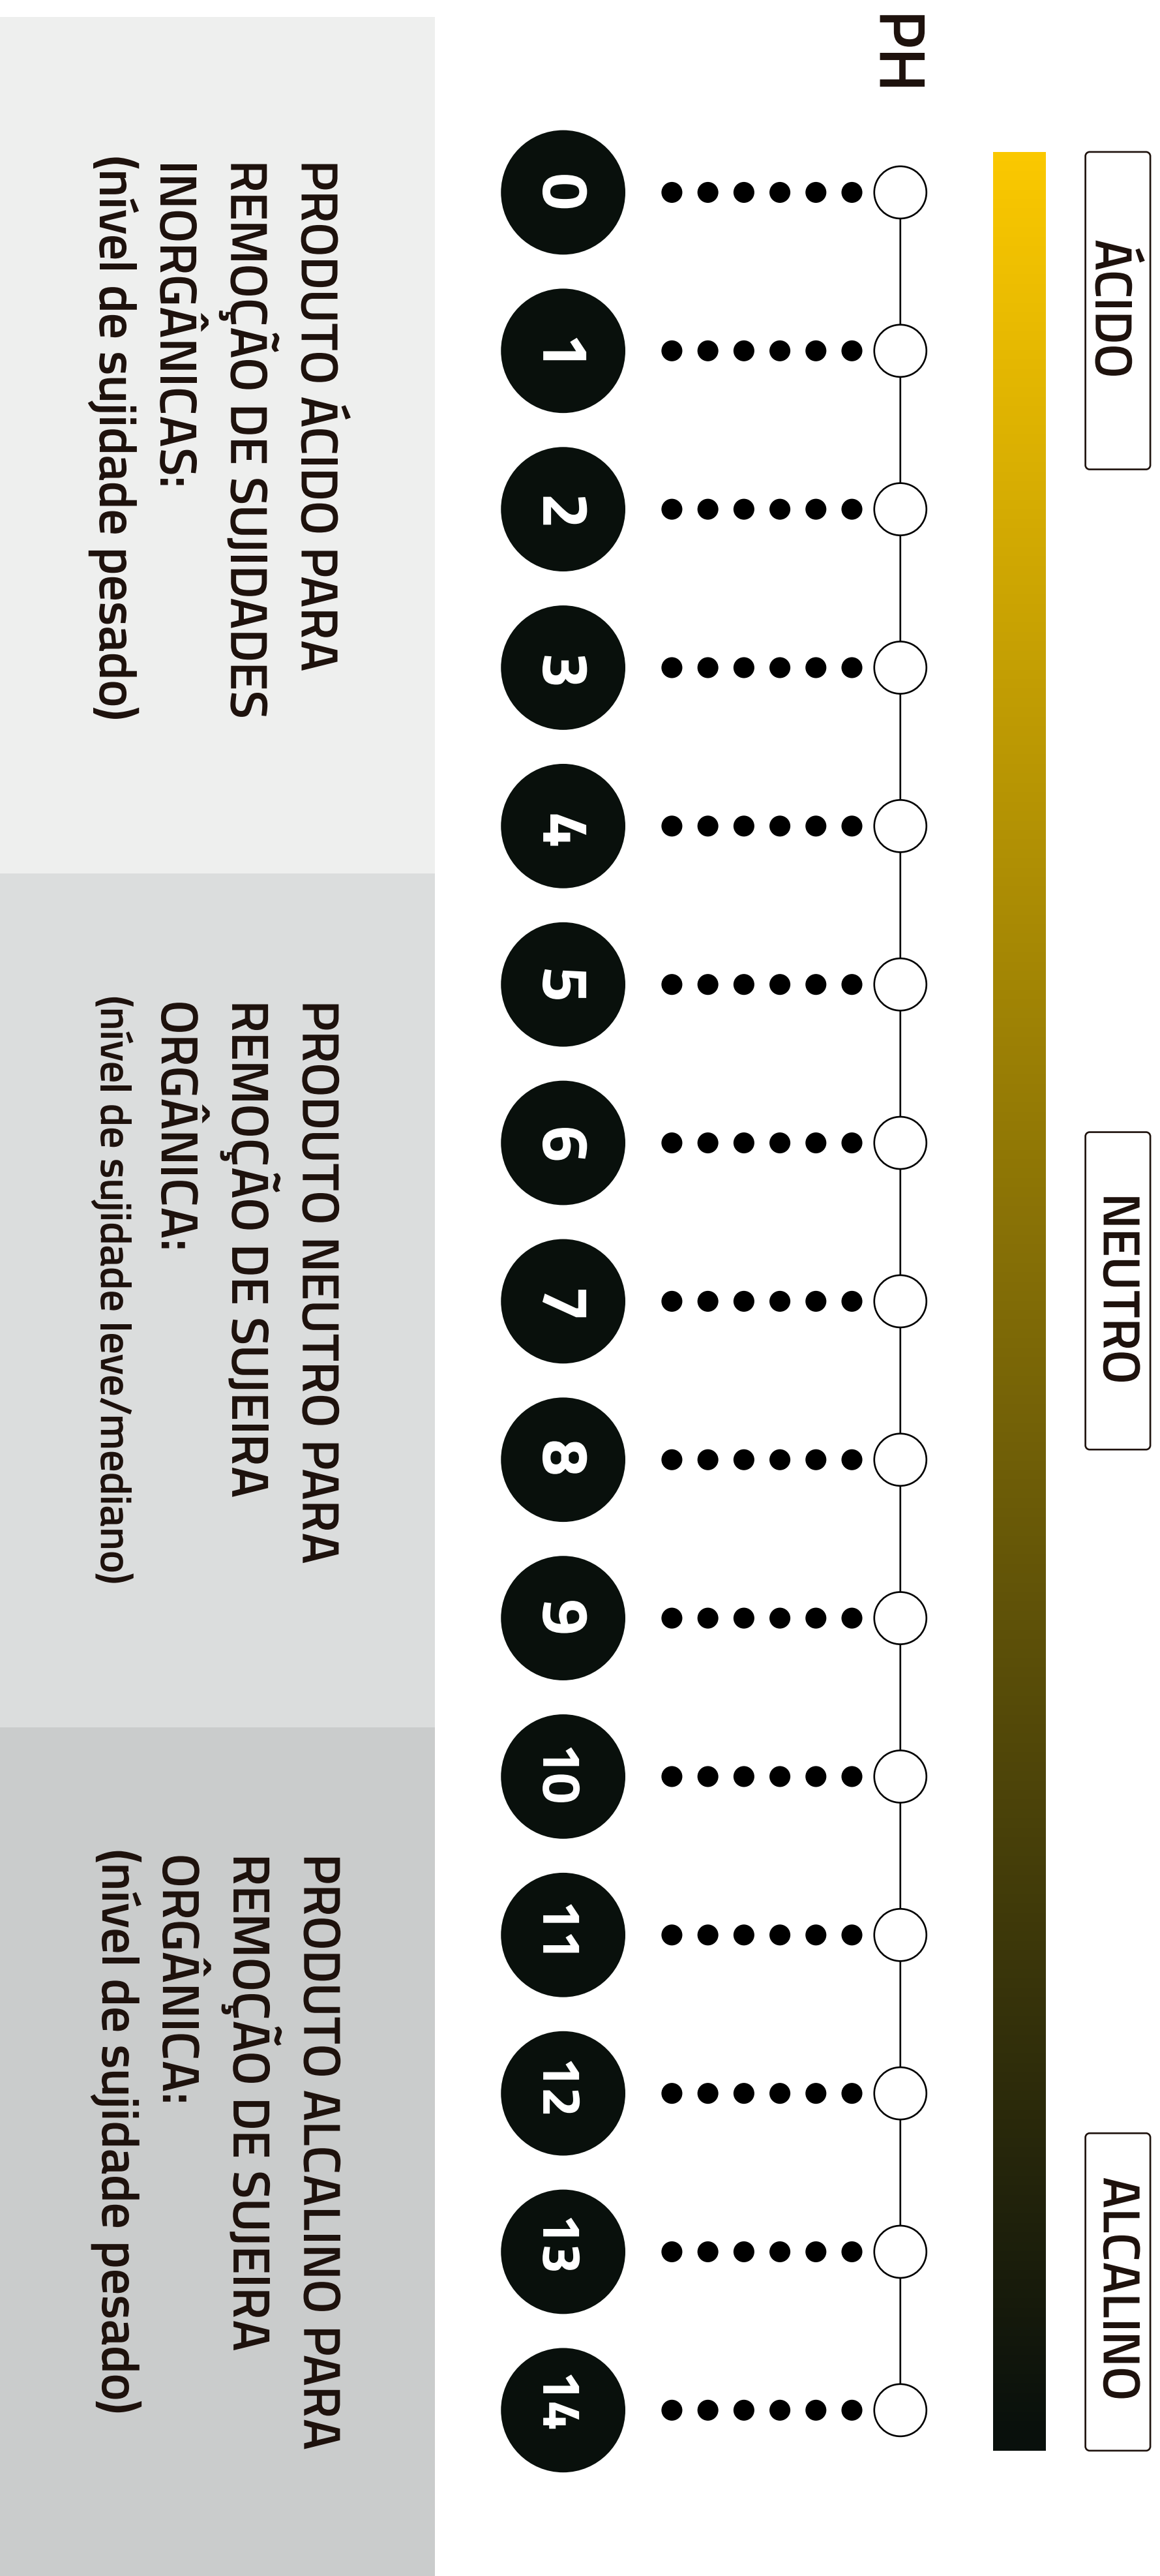 ÁCIDO
NEUTRO
ALCALINO
PH
0
1
2
3
4
5
6
7
8
9
10
11
12
13
14
PRODUTO ÁCIDO PARA
REMOÇÃO DE SUJIDADES
INORGÂNICAS:
(nível de sujidade pesado)
PRODUTO NEUTRO PARA
REMOÇÃO DE SUJEIRA
ORGÂNICA:
(nível de sujidade leve/mediano)
PRODUTO ALCALINO PARA
REMOÇÃO DE SUJEIRA
ORGÂNICA:
(nível de sujidade pesado)